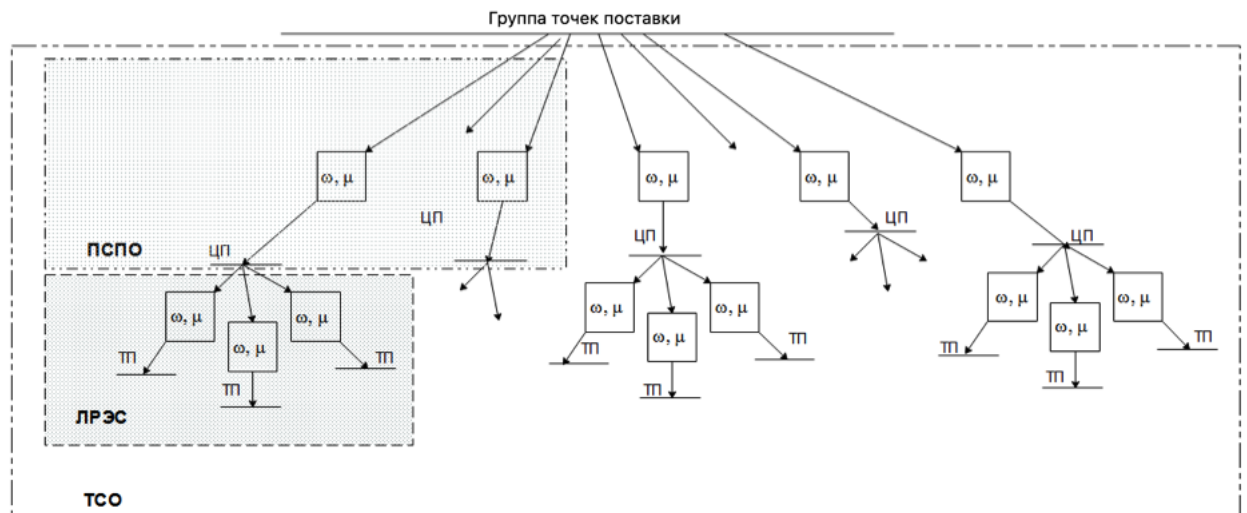 Группа точек поставки
ω, μ
ω, μ
ω, μ
ω, μ
ω, μ
ЦП
ЦП
ПСПО
ЦП
ЦП
ЦП
ω, μ
ω, μ
ω, μ
ω, μ
ω, μ
ω, μ
ω, μ
ω, μ
ω, μ
ТП
ТП
ТП
ТП
ТП
ТП
ТП
ТП
ТП
ЛРЭС
ТСО